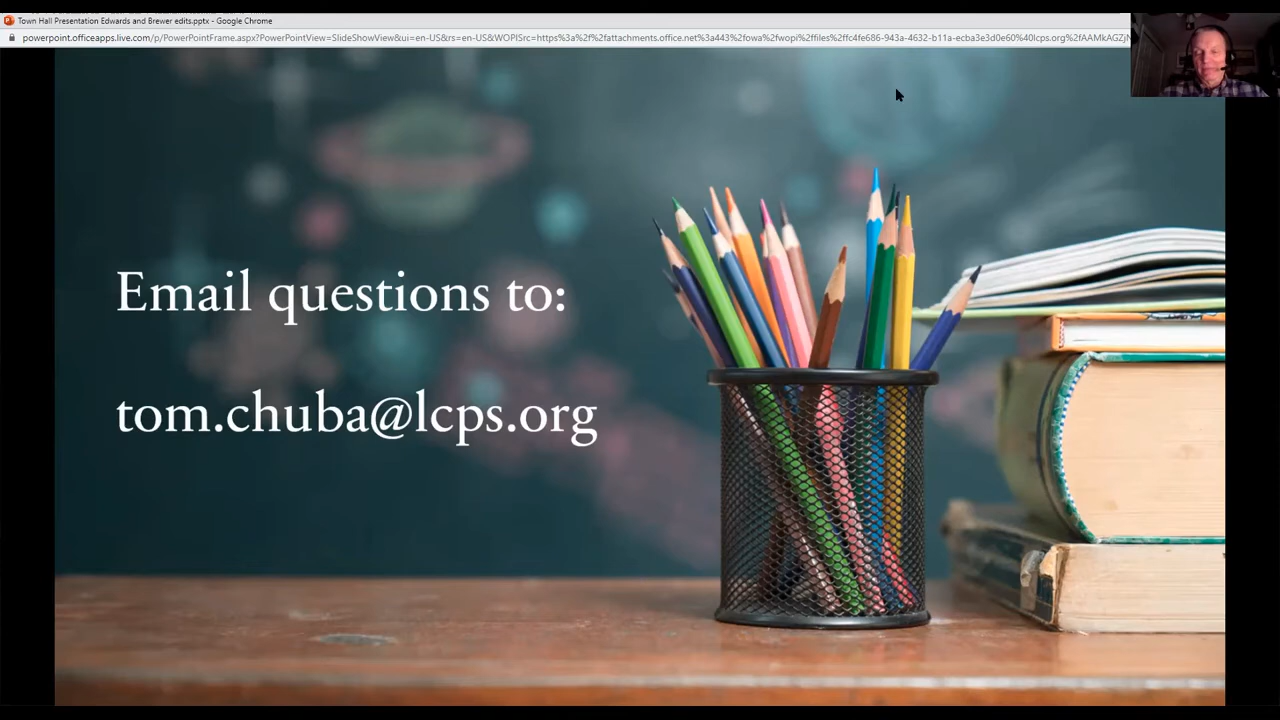 Town Hall Presentation Edwards and Brewer edits.pptx - Google Chrome
powerpoint.officeapps.live.com/p/PowerPointFrame.aspx?PowerPointView=SlideShowView&ui=en-US&rs=en-US&WOPISrc=https%3a%2f%2fattachments.office.net%3a443%2fowa%2fwopi%2ffiles%2ffc4fe686-943a-4632-b11a-ecba3e3d0e60%40lcps.org%2fAAMkAGZjN
Email questions to:
tom.chuba@lcps.org